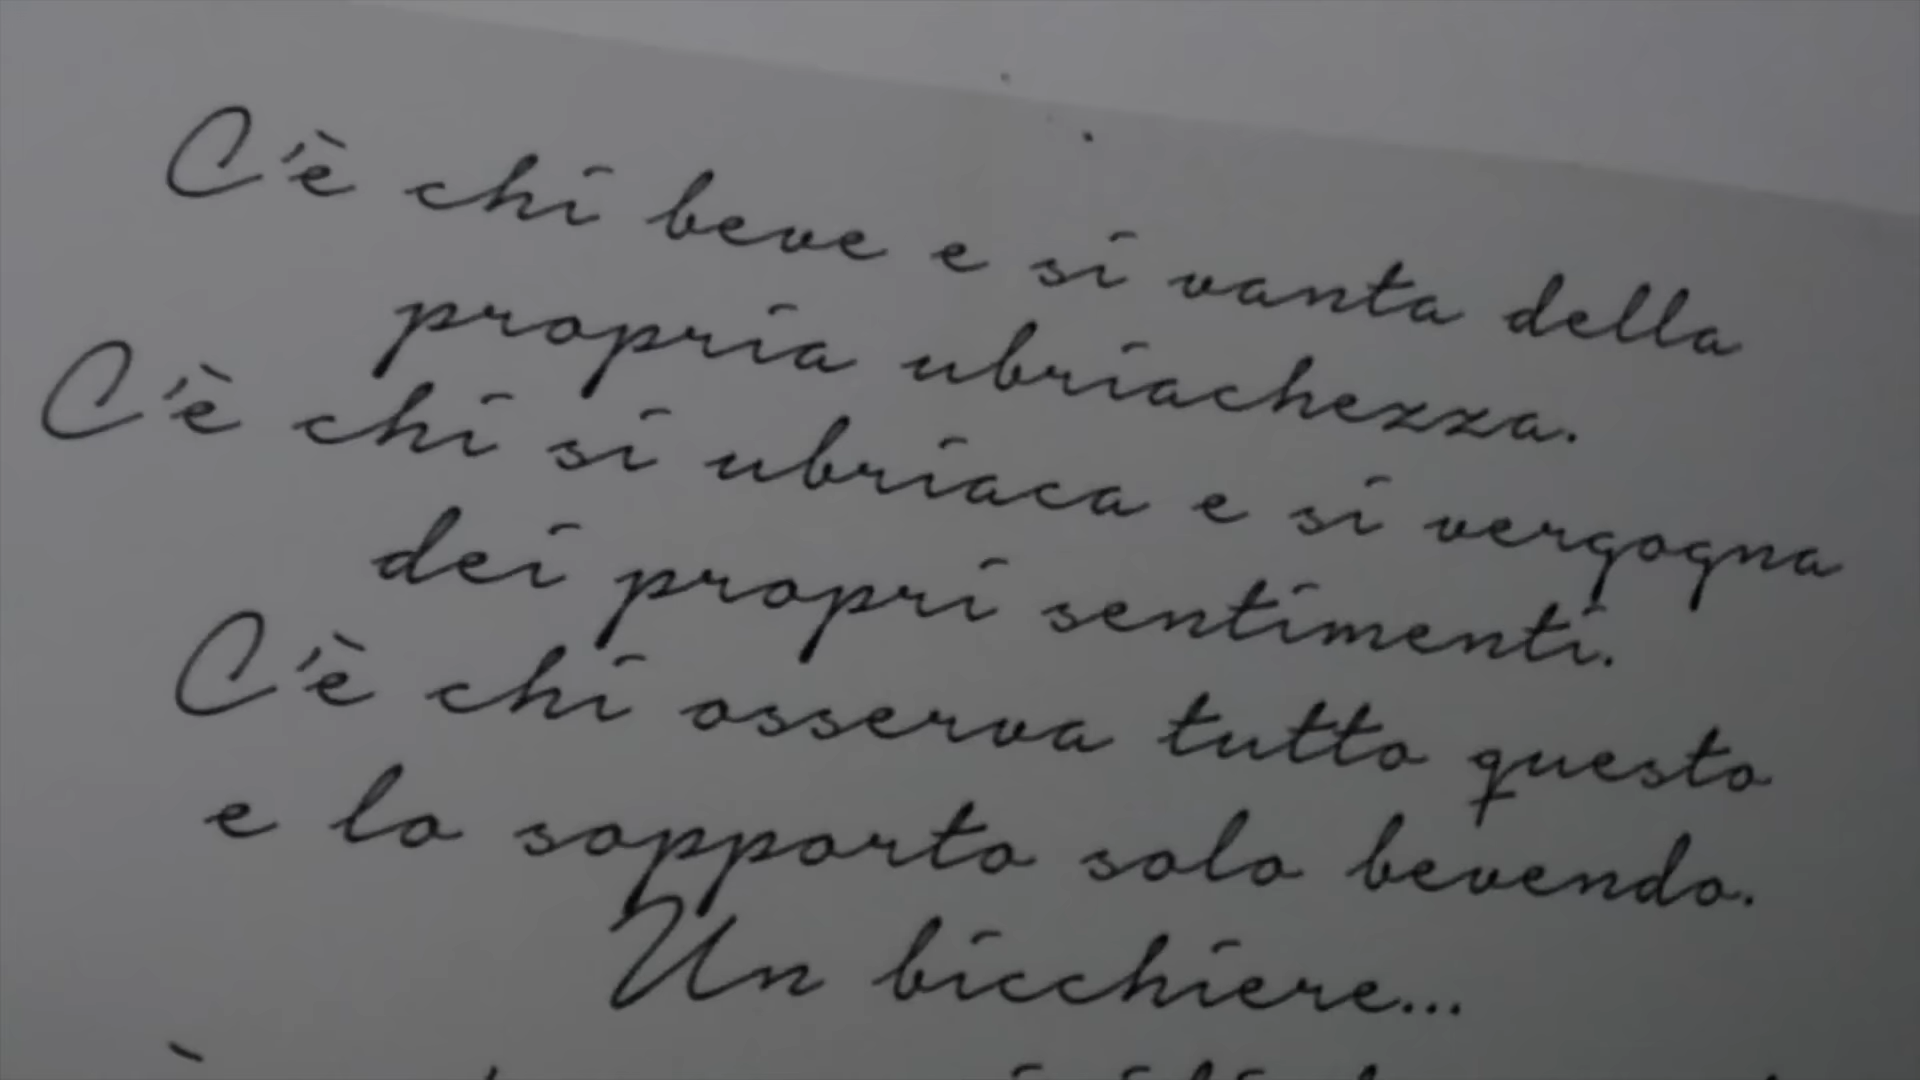 C'è chi beve e si vanta della
propria ubriachezza.
C'è chi si ubriaca e si vergogna
dei propri sentimenti.
C'è chi osserva tutto questo
e lo sopporta solo bevendo.
Un bicchiere...